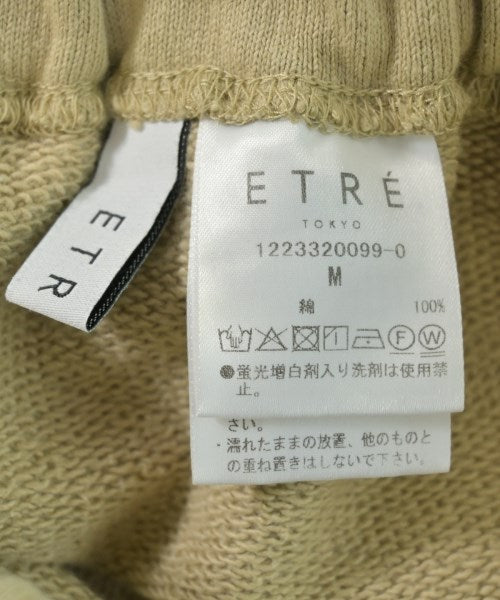 ETR
ETRÉ
TOKYO
1223320099-0
M
綿 100%
F W
●蛍光増白剤入り洗剤は使用禁
止。
さい。
・濡れたままの放置、他のものと
の重ね置きはしないで下さい。